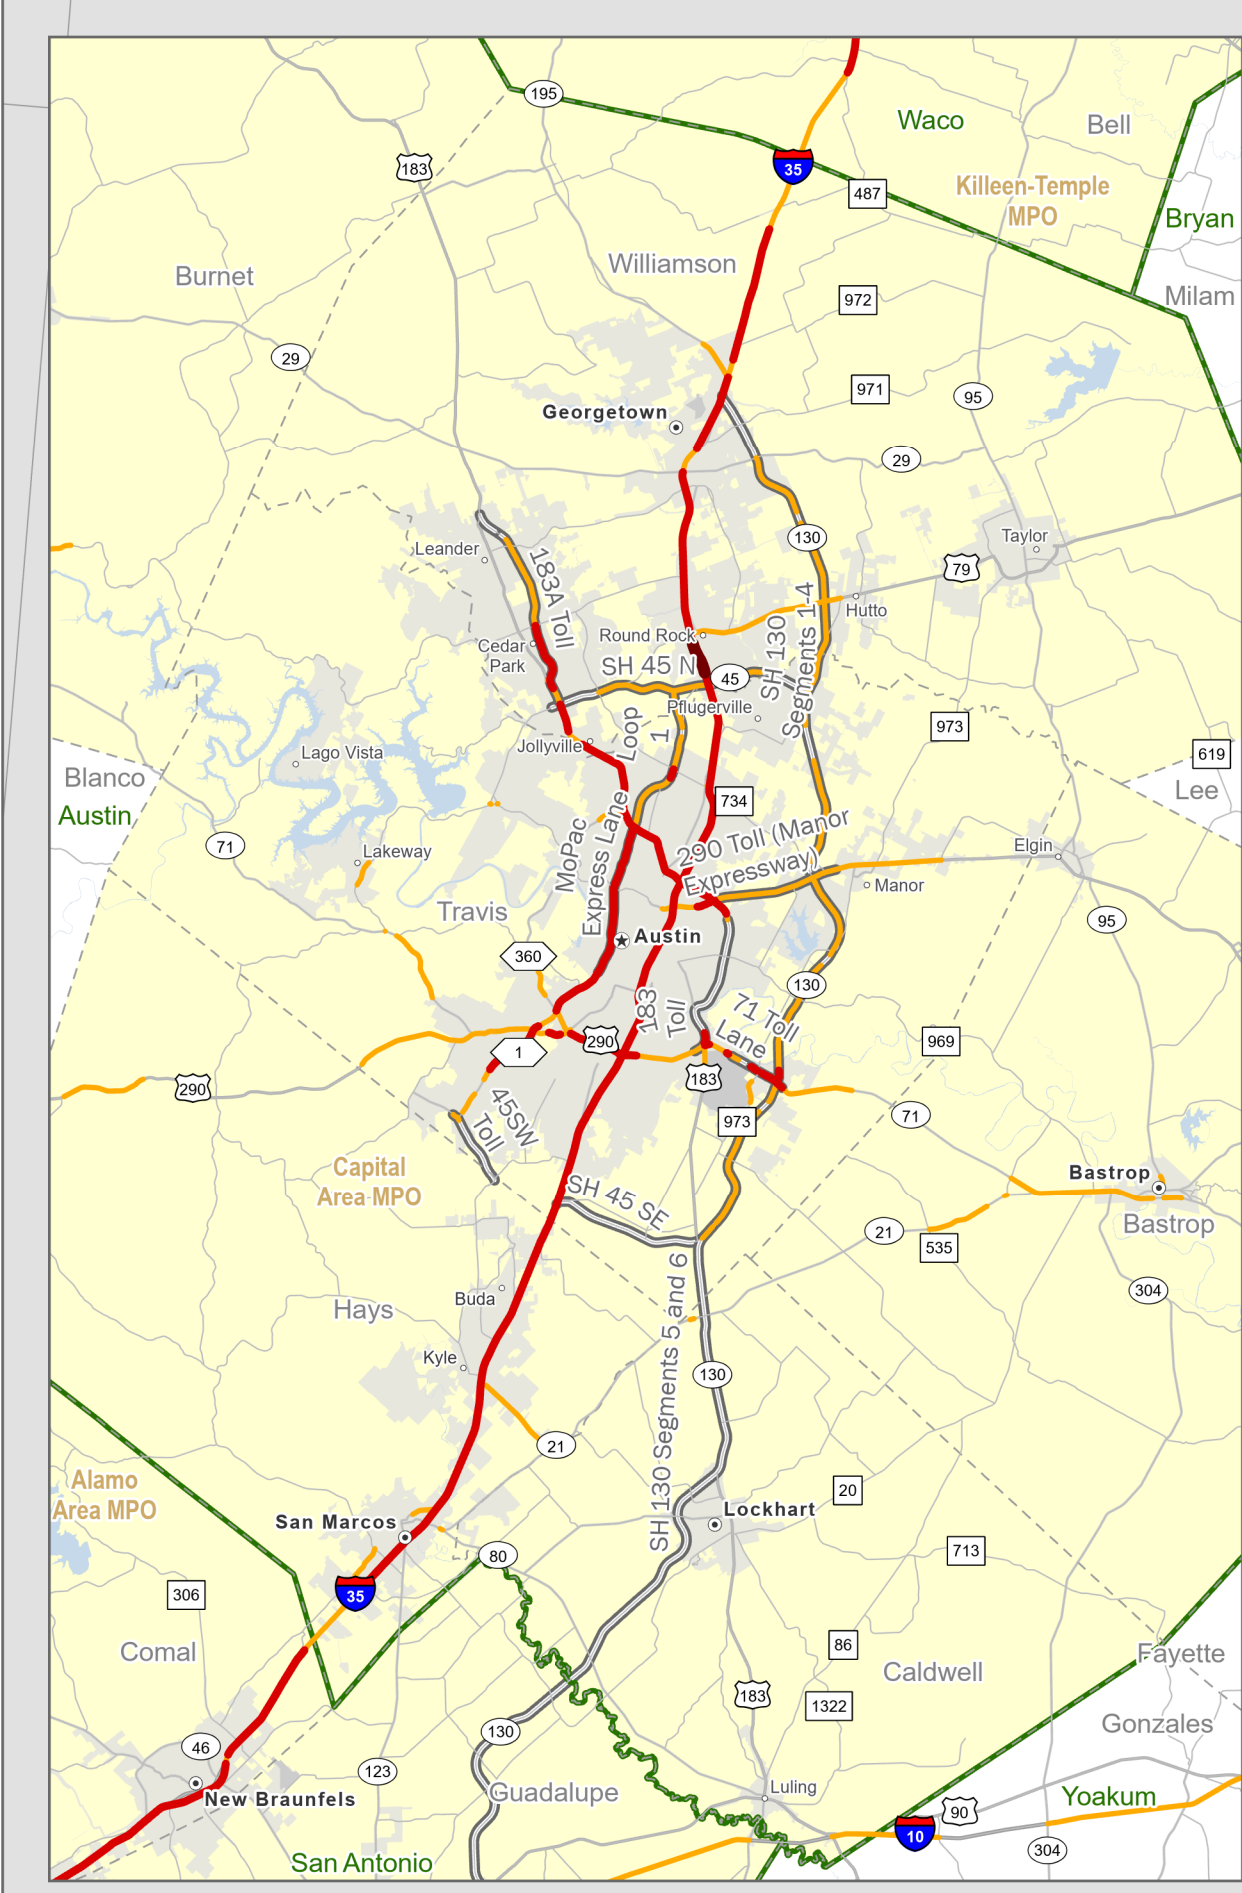 195
Waco
Bell
183
35
487
Killeen-Temple
MPO
Bryan
Williamson
Burnet
972
Milam
29
971
95
Georgetown
29
130
Taylor
Leander
183A Toll
79
Hutto
Round Rock
Cedar
Park
SH 45 N
45
SH 130
Segments 1-4
Pflugerville
Loop
1
973
Jollyville
Lago Vista
619
Blanco
Lee
Austin
734
71
MoPac
Express Lane
290 Toll (Manor
Expressway)
Elgin
Lakeway
Manor
Travis
95
Austin
360
130
183
Toll
71 Toll
Lane
290
969
1
183
290
45SW
Toll
973
71
Capital
Area MPO
Bastrop
SH 45 SE
Bastrop
21
535
304
Buda
Hays
SH 130 Segments 5 and 6
Kyle
130
21
Alamo
Area MPO
20
San Marcos
Lockhart
713
80
306
35
86
Comal
Fayette
Caldwell
183
1322
Gonzales
130
46
123
Luling
New Braunfels
Guadalupe
Yoakum
90
10
304
San Antonio